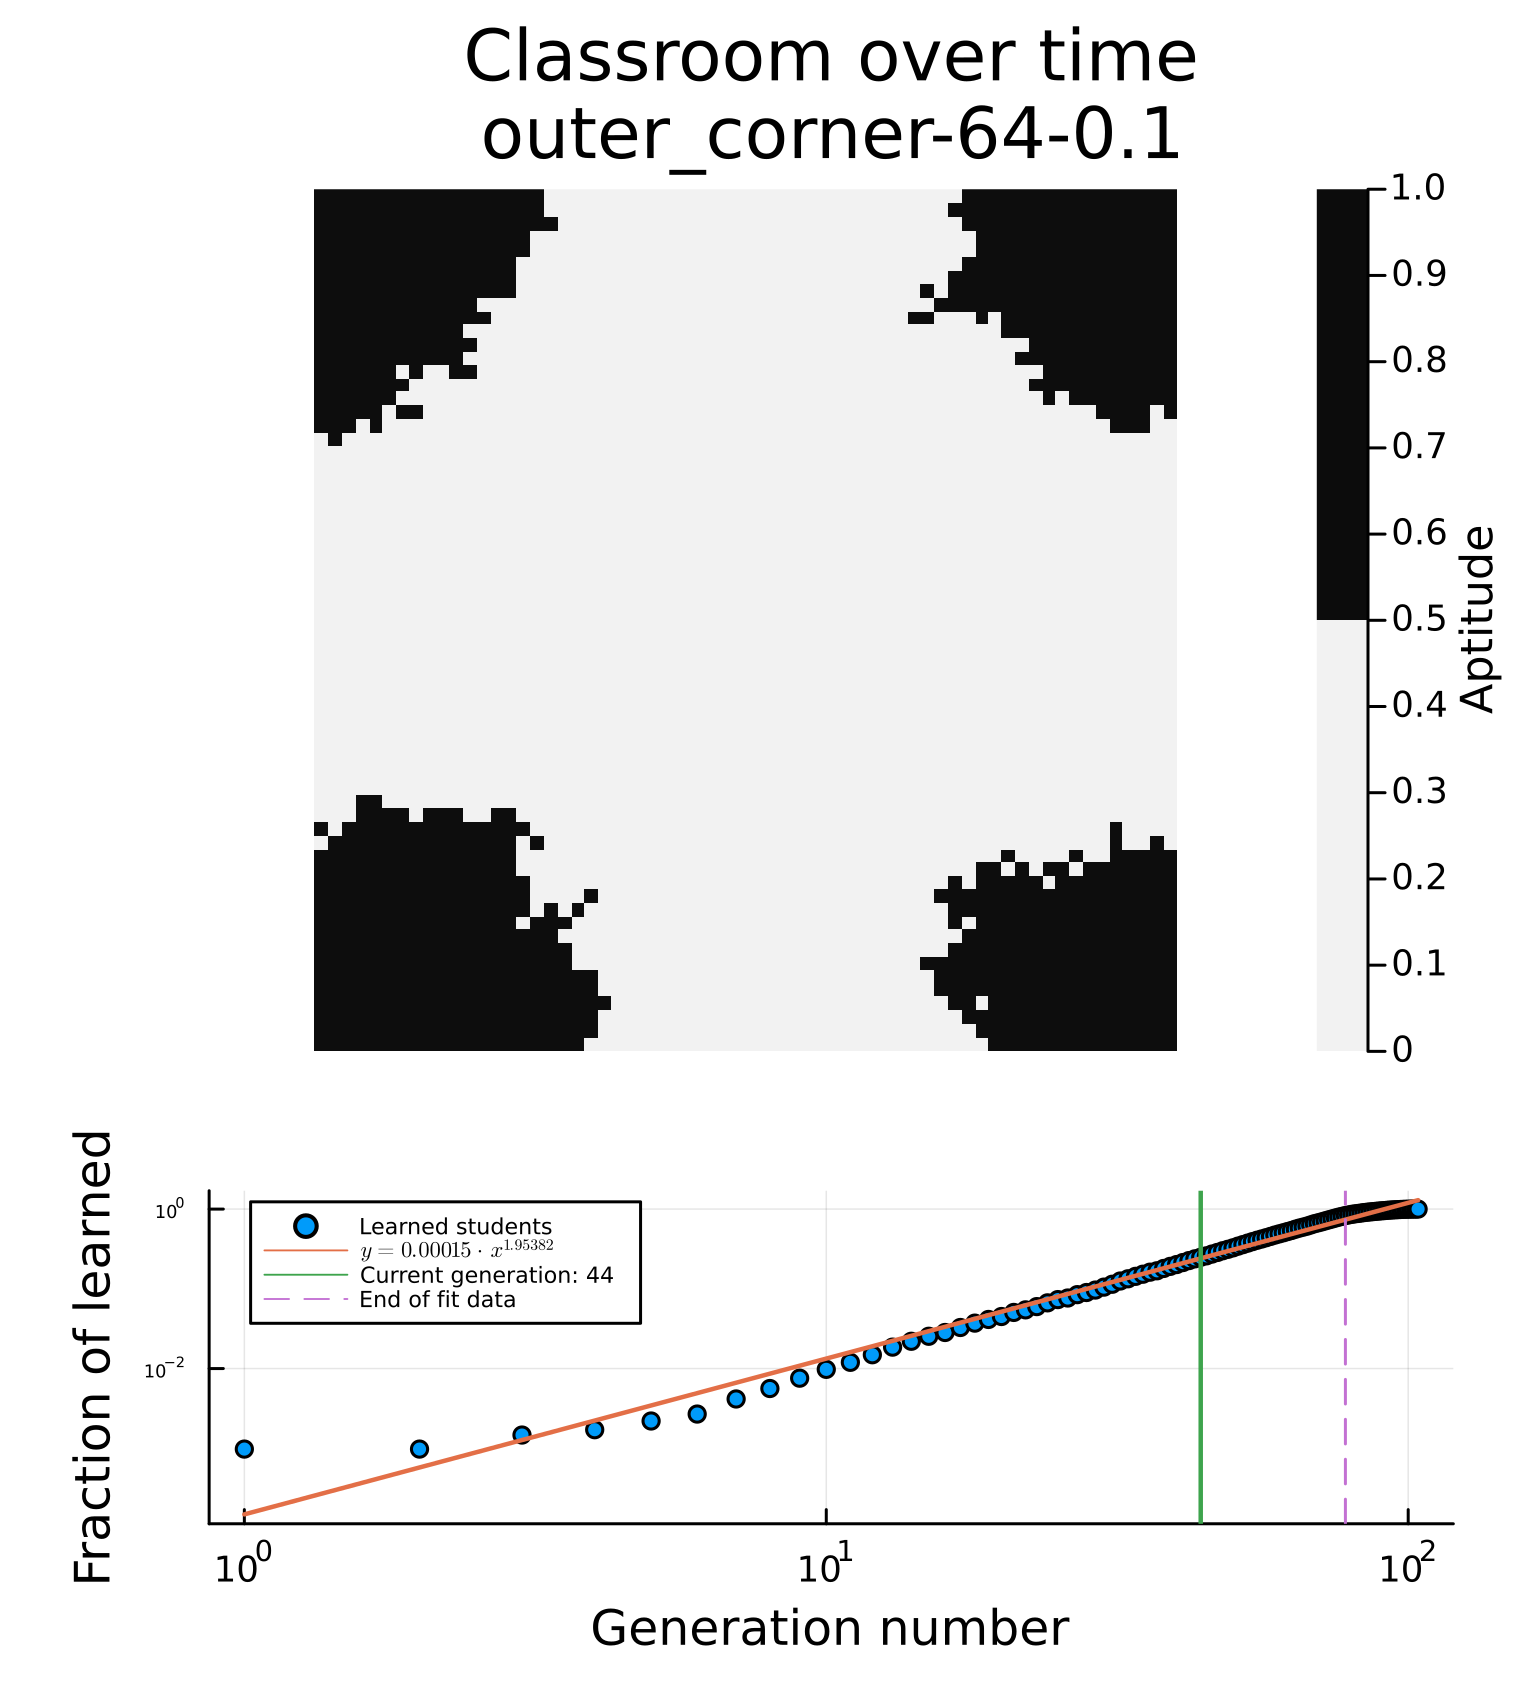 Classroom over time
outer_corner-64-0.1
1.0
0.9
0.8
0.7
0.6
0.5
0.4
0.3
0.2
0.1
0
Aptitude
Fraction of learned
10^0
10^-2
Learned students
y = 0.00015 · x^1.95382
Current generation: 44
End of fit data
10^0
10^1
10^2
Generation number